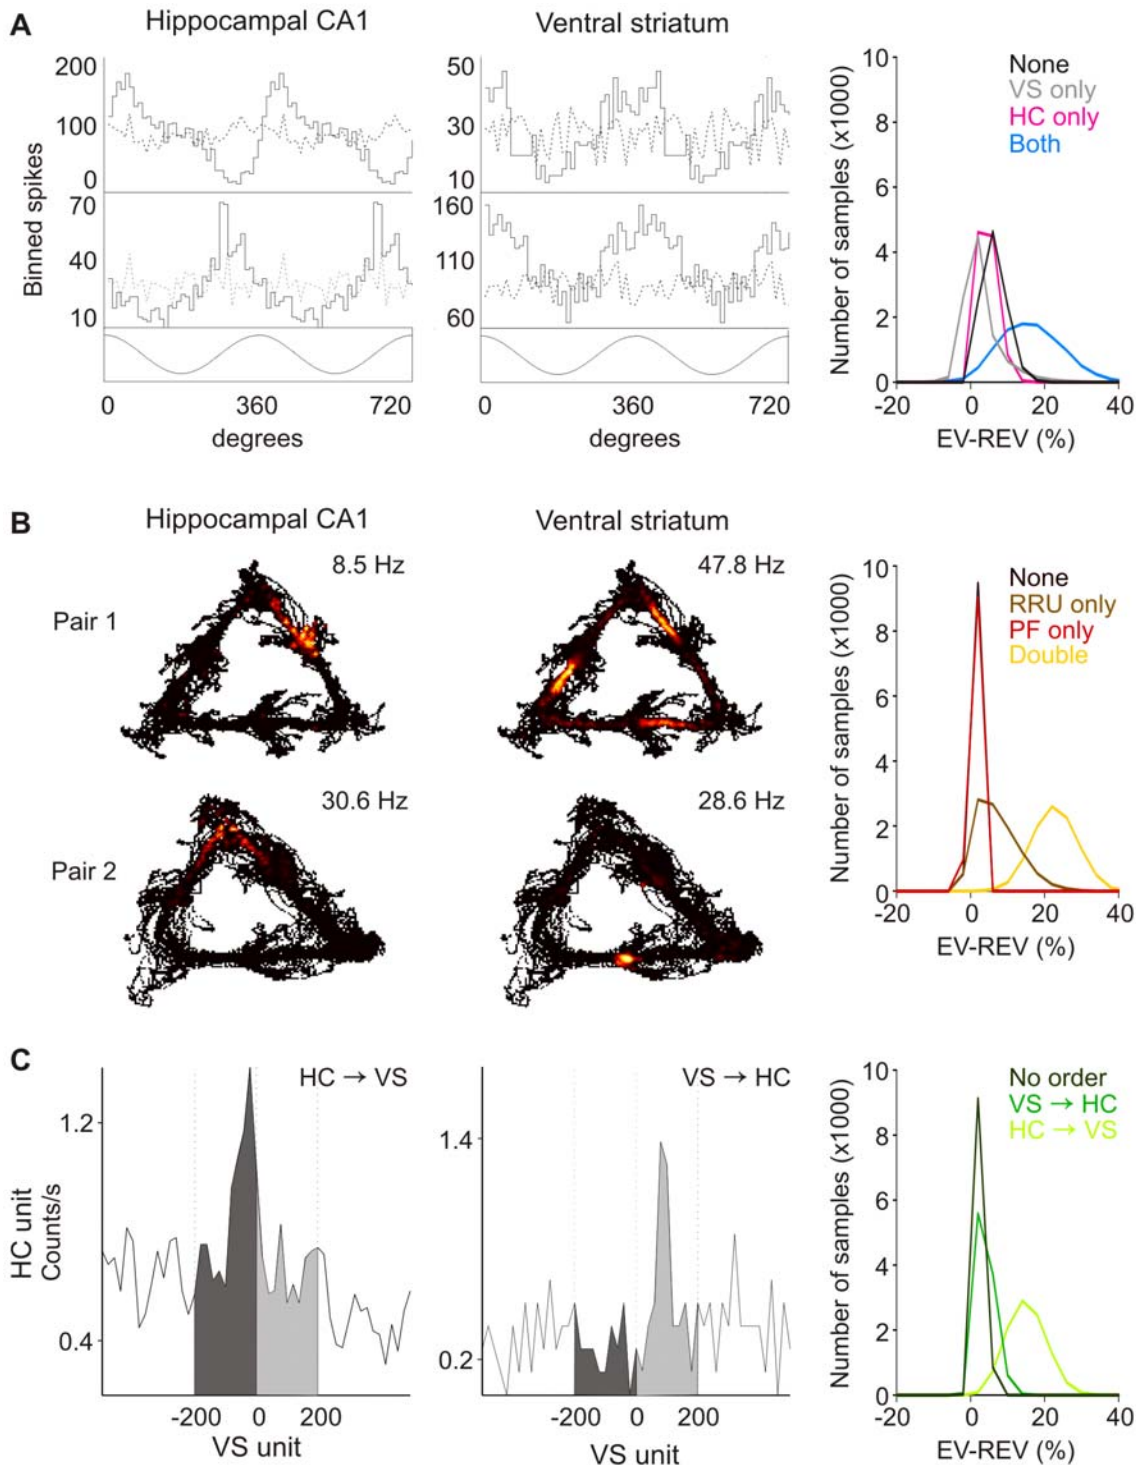 A
Hippocampal CA1
Ventral striatum
Binned spikes
200
100
0
70
40
10
0 360 720
degrees
50
30
10
160
110
60
0 360 720
degrees
Number of samples (x1000)
10
8
6
4
2
0
None
VS only
HC only
Both
-20 0 20 40
EV-REV (%)
B
Hippocampal CA1
Ventral striatum
Pair 1
8.5 Hz
47.8 Hz
Pair 2
30.6 Hz
28.6 Hz
Number of samples (x1000)
10
8
6
4
2
0
None
RRU only
PF only
Double
-20 0 20 40
EV-REV (%)
C
HC → VS
HC unit
Counts/s
1.2
0.4
-200 0 200
VS unit
VS → HC
1.4
0.2
-200 0 200
VS unit
Number of samples (x1000)
10
8
6
4
2
0
No order
VS → HC
HC → VS
-20 0 20 40
EV-REV (%)